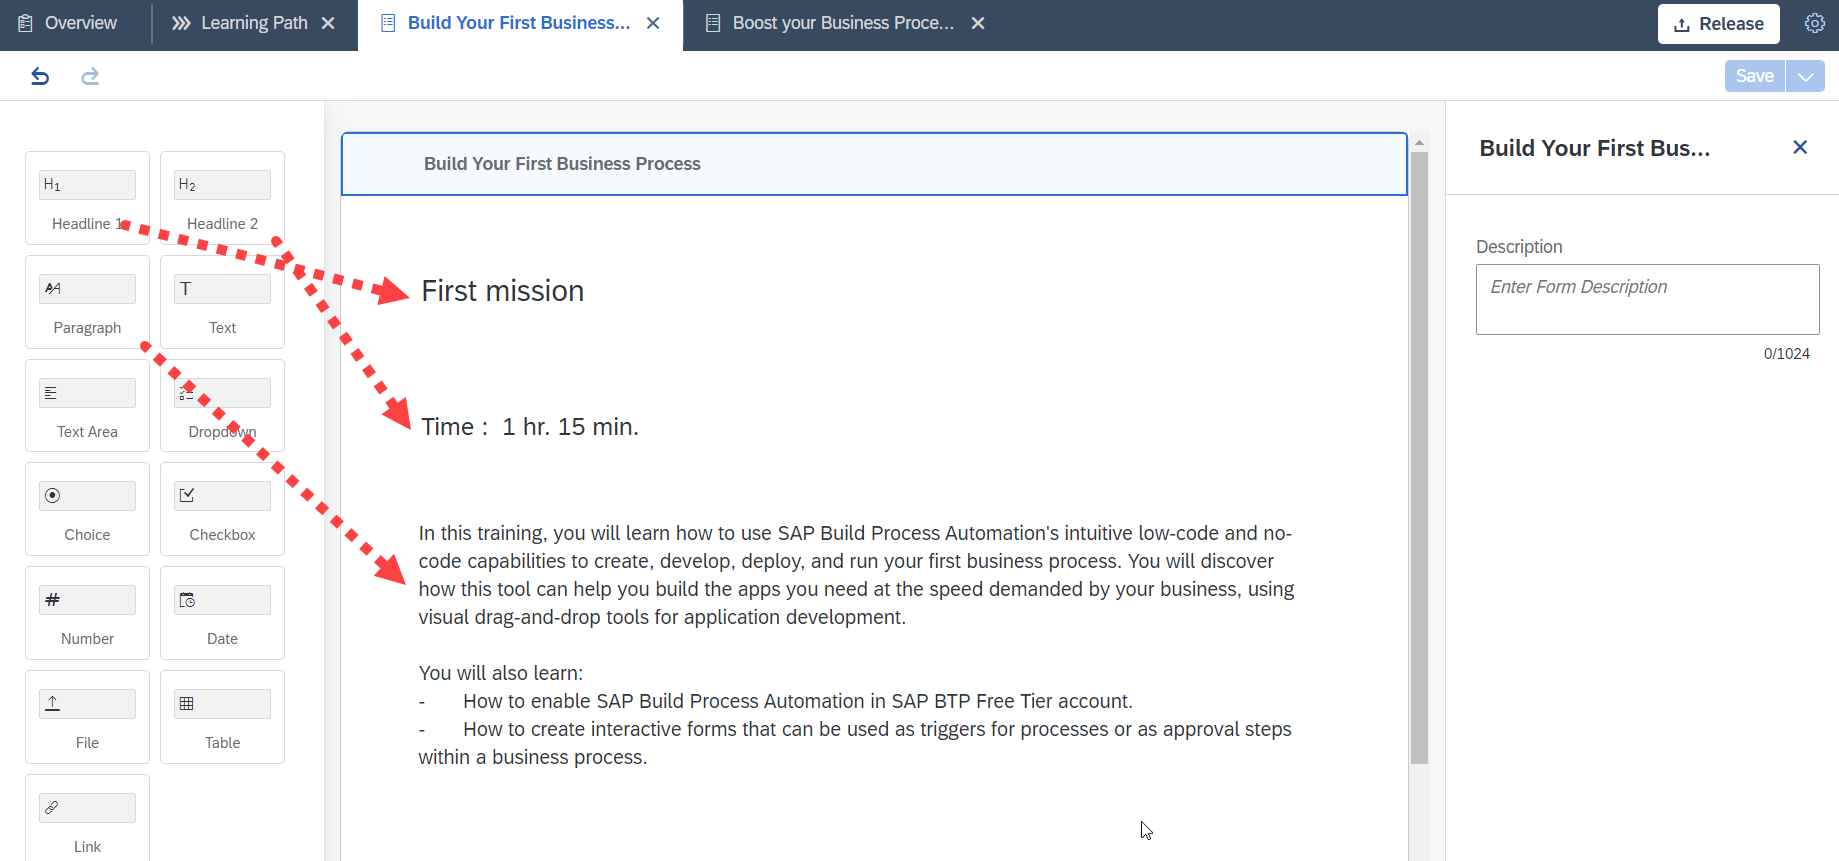 Overview
Learning Path
Build Your First Business...
Boost your Business Proce...
Release
Save
H1
Headline 1
H2
Headline 2
Paragraph
T
Text
Text Area
Dropdown
Choice
Checkbox
#
Number
Date
File
Table
Link
Build Your First Business Process
First mission
Time :  1 hr. 15 min.
In this training, you will learn how to use SAP Build Process Automation's intuitive low-code and no-
code capabilities to create, develop, deploy, and run your first business process. You will discover
how this tool can help you build the apps you need at the speed demanded by your business, using
visual drag-and-drop tools for application development.
You will also learn:
- How to enable SAP Build Process Automation in SAP BTP Free Tier account.
- How to create interactive forms that can be used as triggers for processes or as approval steps
within a business process.
Build Your First Bus...
Description
Enter Form Description
0/1024